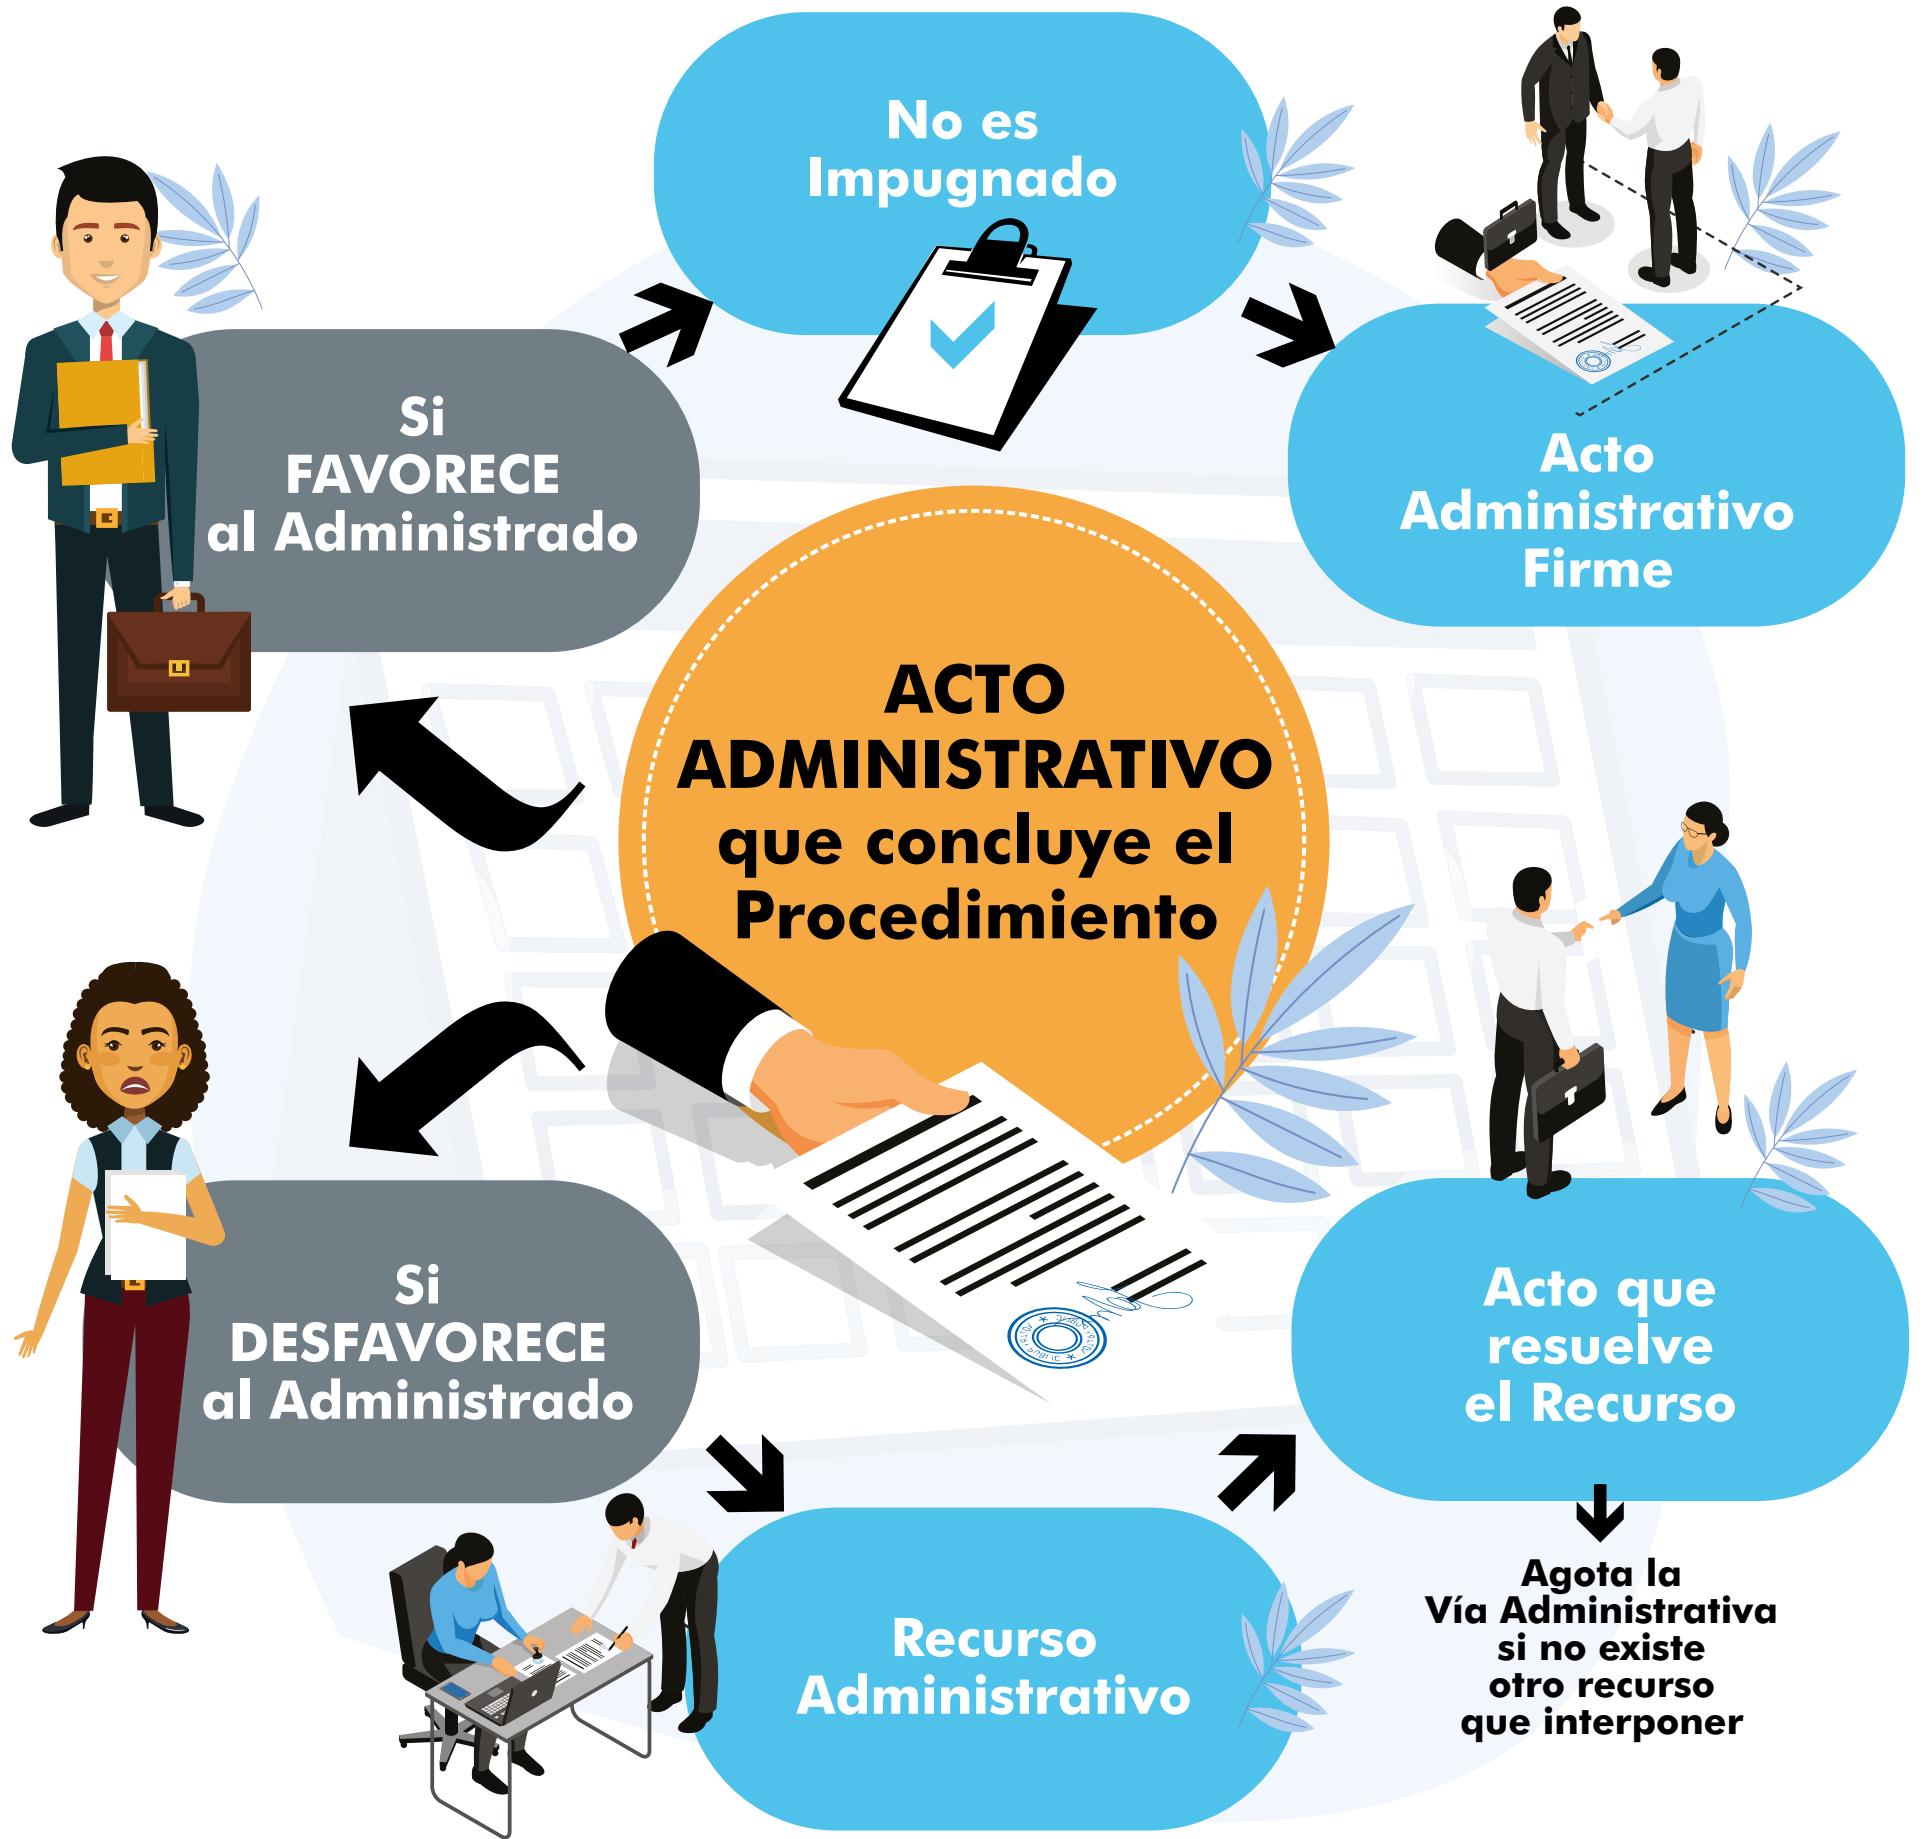 No es
Impugnado
Si
FAVORECE
al Administrado
Acto
Administrativo
Firme
ACTO
ADMINISTRATIVO
que concluye el
Procedimiento
Si
DESFAVORECE
al Administrado
Acto que
resuelve
el Recurso
Recurso
Administrativo
Agota la
Vía Administrativa
si no existe
otro recurso
que interponer